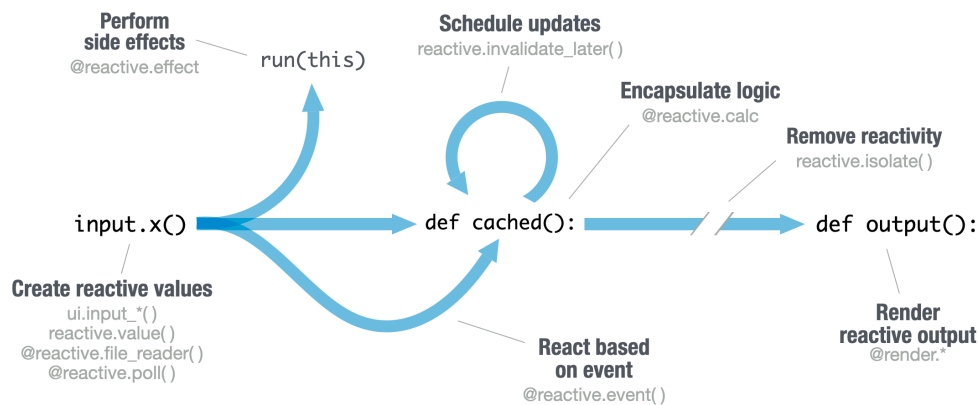 Perform
side effects
@reactive.effect
run(this)
Schedule updates
reactive.invalidate_later()
Encapsulate logic
@reactive.calc
Remove reactivity
reactive.isolate()
input.x()
def cached():
def output():
Create reactive values
ui.input_*()
reactive.value()
@reactive.file_reader()
@reactive.poll()
React based
on event
@reactive.event()
Render
reactive output
@render.*